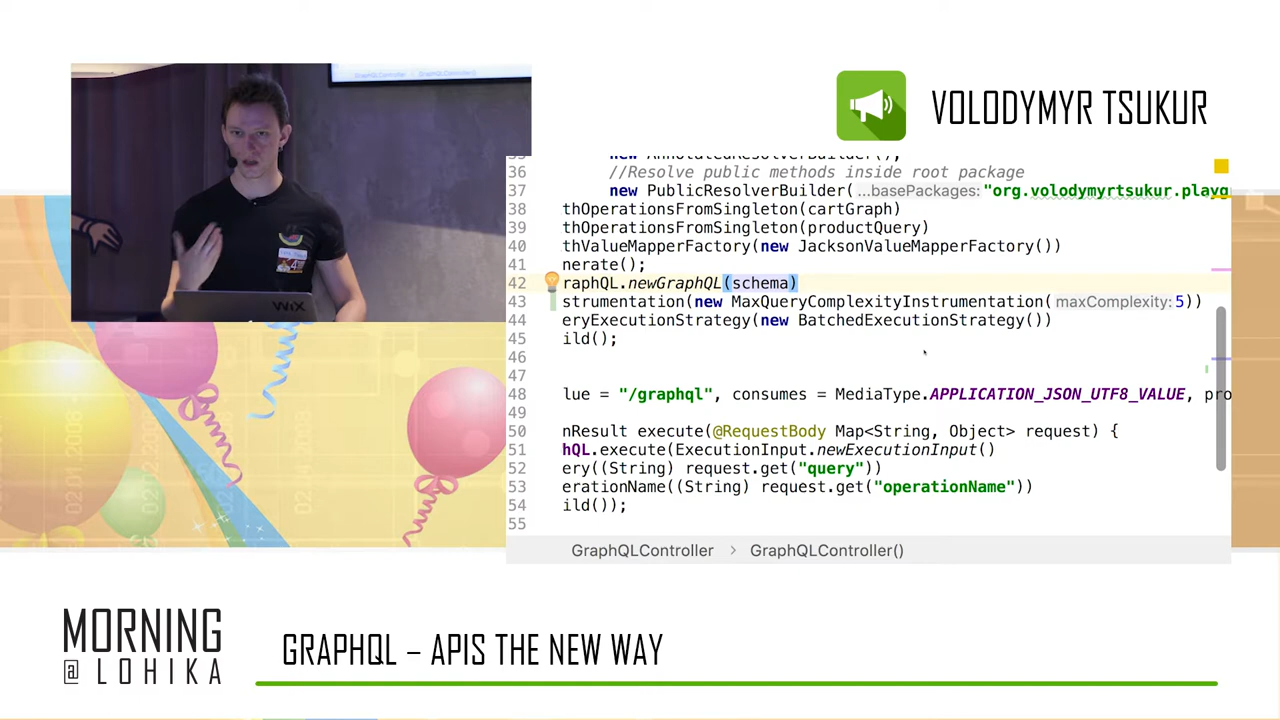 VOLODYMYR TSUKUR
35 new AnnotatedResolverBuilder();
36 //Resolve public methods inside root package
37 new PublicResolverBuilder( ...basePackages: "org.volodymyrtsukur.playg
38 thOperationsFromSingleton(cartGraph)
39 thOperationsFromSingleton(productQuery)
40 thValueMapperFactory(new JacksonValueMapperFactory())
41 nerate();
42 raphQL.newGraphQL(schema)
43 strumentation(new MaxQueryComplexityInstrumentation( maxComplexity: 5))
44 eryExecutionStrategy(new BatchedExecutionStrategy())
45 ild();
46
47
48 lue = "/graphql", consumes = MediaType.APPLICATION_JSON_UTF8_VALUE, pro
49
50 nResult execute(@RequestBody Map<String, Object> request) {
51 hQL.execute(ExecutionInput.newExecutionInput()
52 ery((String) request.get("query"))
53 erationName((String) request.get("operationName"))
54 ild());
55
GraphQLController > GraphQLController()
WiX
MORNING
@ LOHIKA
GRAPHQL – APIS THE NEW WAY